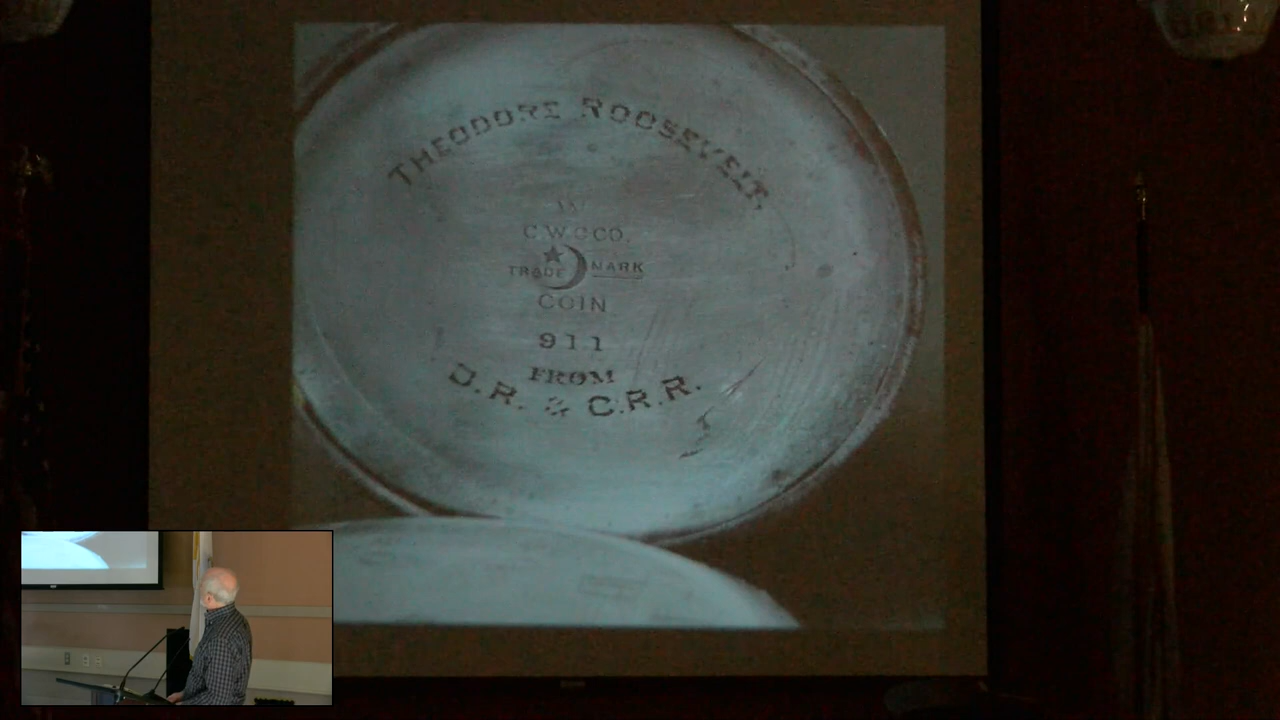 THEODORE ROOSEVELT.
C.W.C CO.
TRADE MARK
COIN
911
FROM
D.R. & C.R.R.